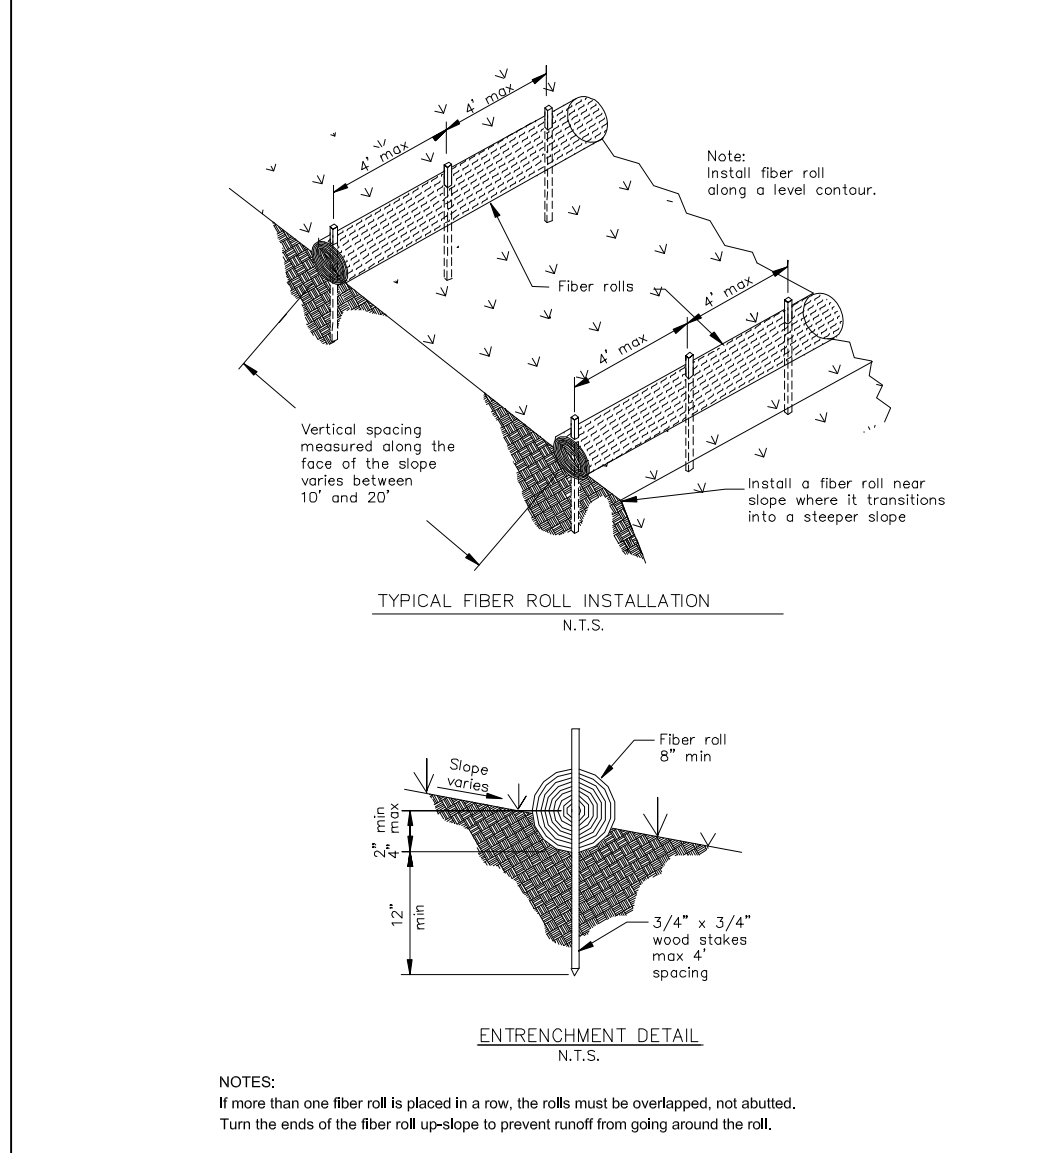 4' max
4' max
Note:
Install fiber roll
along a level contour.
Fiber rolls
4' max
4' max
Vertical spacing
measured along the
face of the slope
varies between
10' and 20'
Install a fiber roll near
slope where it transitions
into a steeper slope
TYPICAL FIBER ROLL INSTALLATION
N.T.S.
Fiber roll
8" min
Slope
varies
2" min
4" max
12"
min
3/4" x 3/4"
wood stakes
max 4'
spacing
ENTRENCHMENT DETAIL
N.T.S.
NOTES:
If more than one fiber roll is placed in a row, the rolls must be overlapped, not abutted.
Turn the ends of the fiber roll up-slope to prevent runoff from going around the roll.